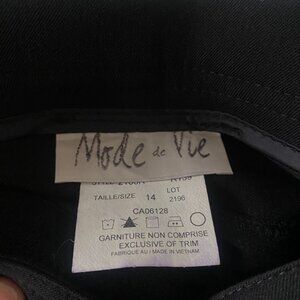 Mode de Vie
TAILLE/SIZE 14 LOT
2196
CA06128
GARNITURE NON COMPRISE
EXCLUSIVE OF TRIM
FABRIQUE AU / MADE IN VIETNAM